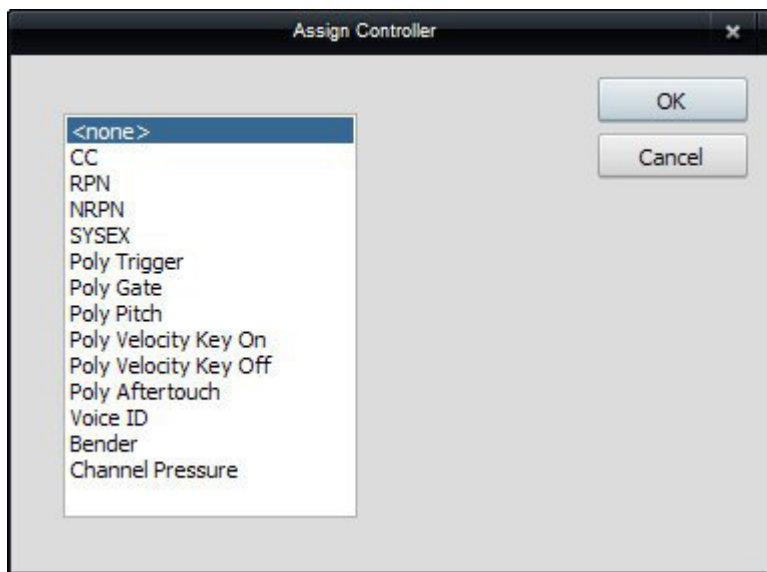 Assign Controller
OK
Cancel
<none>
CC
RPN
NRPN
SYSEX
Poly Trigger
Poly Gate
Poly Pitch
Poly Velocity Key On
Poly Velocity Key Off
Poly Aftertouch
Voice ID
Bender
Channel Pressure